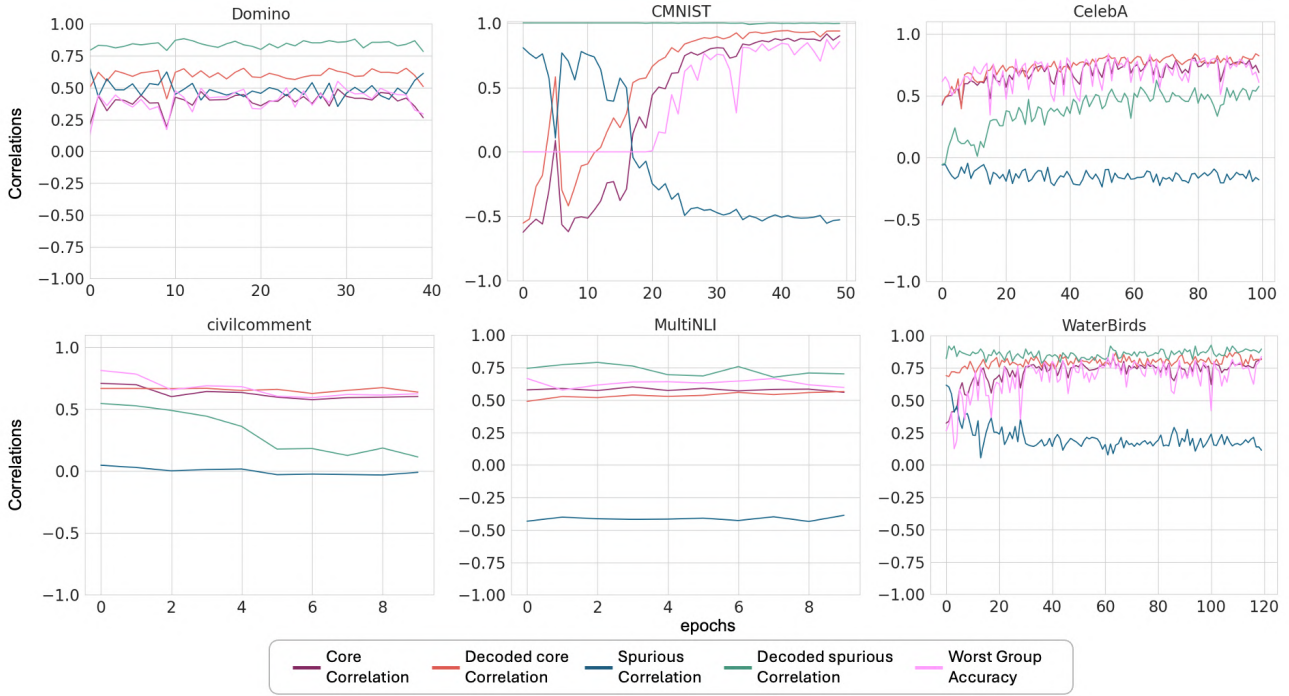 Domino
CMNIST
CelebA
Correlations
1.00
0.75
0.50
0.25
0.00
−0.25
−0.50
−0.75
−1.00
0 10 20 30 40
1.0
0.5
0.0
−0.5
−1.0
0 10 20 30 40 50
1.0
0.5
0.0
−0.5
−1.0
0 20 40 60 80 100
civilcomment
MultiNLI
WaterBirds
Correlations
1.0
0.5
0.0
−0.5
−1.0
0 2 4 6 8
1.00
0.75
0.50
0.25
0.00
−0.25
−0.50
−0.75
−1.00
0 2 4 6 8
1.00
0.75
0.50
0.25
0.00
−0.25
−0.50
−0.75
−1.00
0 20 40 60 80 100 120
epochs
Core
Correlation
Decoded core
Correlation
Spurious
Correlation
Decoded spurious
Correlation
Worst Group
Accuracy